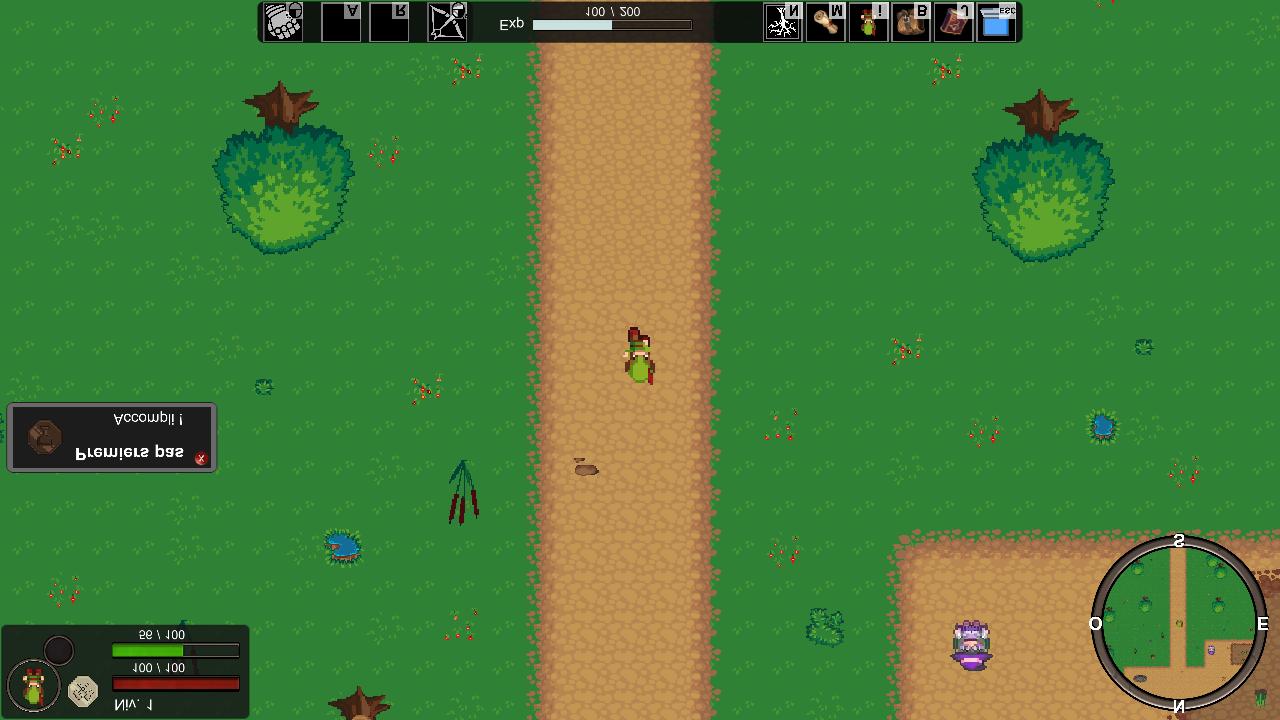 Niv. 1
100 / 100
56 / 100
N
O E
S
Premiers pas x
Accompli !
A R Exp 100 / 200 N M I B J ESC